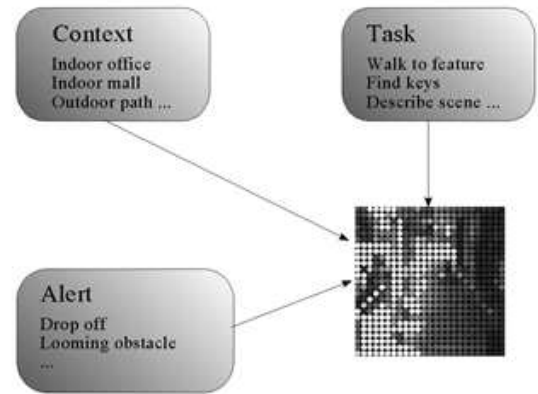 Context
Indoor office
Indoor mall
Outdoor path ...
Task
Walk to feature
Find keys
Describe scene ...
Alert
Drop off
Looming obstacle
...